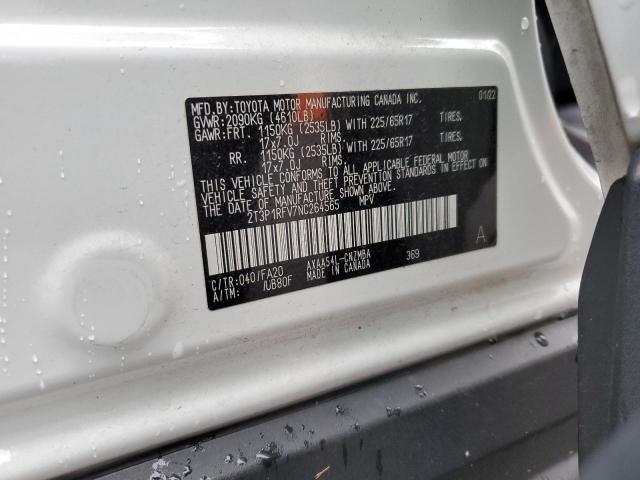 MFD.BY:TOYOTA MOTOR MANUFACTURING CANADA INC. 01/22
GVWR:2090KG (4610LB)
GAWR:FRT. 1150KG (2535LB) WITH 225/65R17 TIRES.
17x7.0J RIMS.
RR. 1150KG (2535LB) WITH 225/65R17 TIRES.
17x7.0J RIMS.
THIS VEHICLE CONFORMS TO ALL APPLICABLE FEDERAL MOTOR
VEHICLE SAFETY AND THEFT PREVENTION STANDARDS IN EFFECT ON
THE DATE OF MANUFACTURE SHOWN ABOVE.
2T3P1RFV7NC264565 MPV
C/TR:040/FA20 AXAA54L-CNZMBA 369 A
A/TM: /UB80F MADE IN CANADA